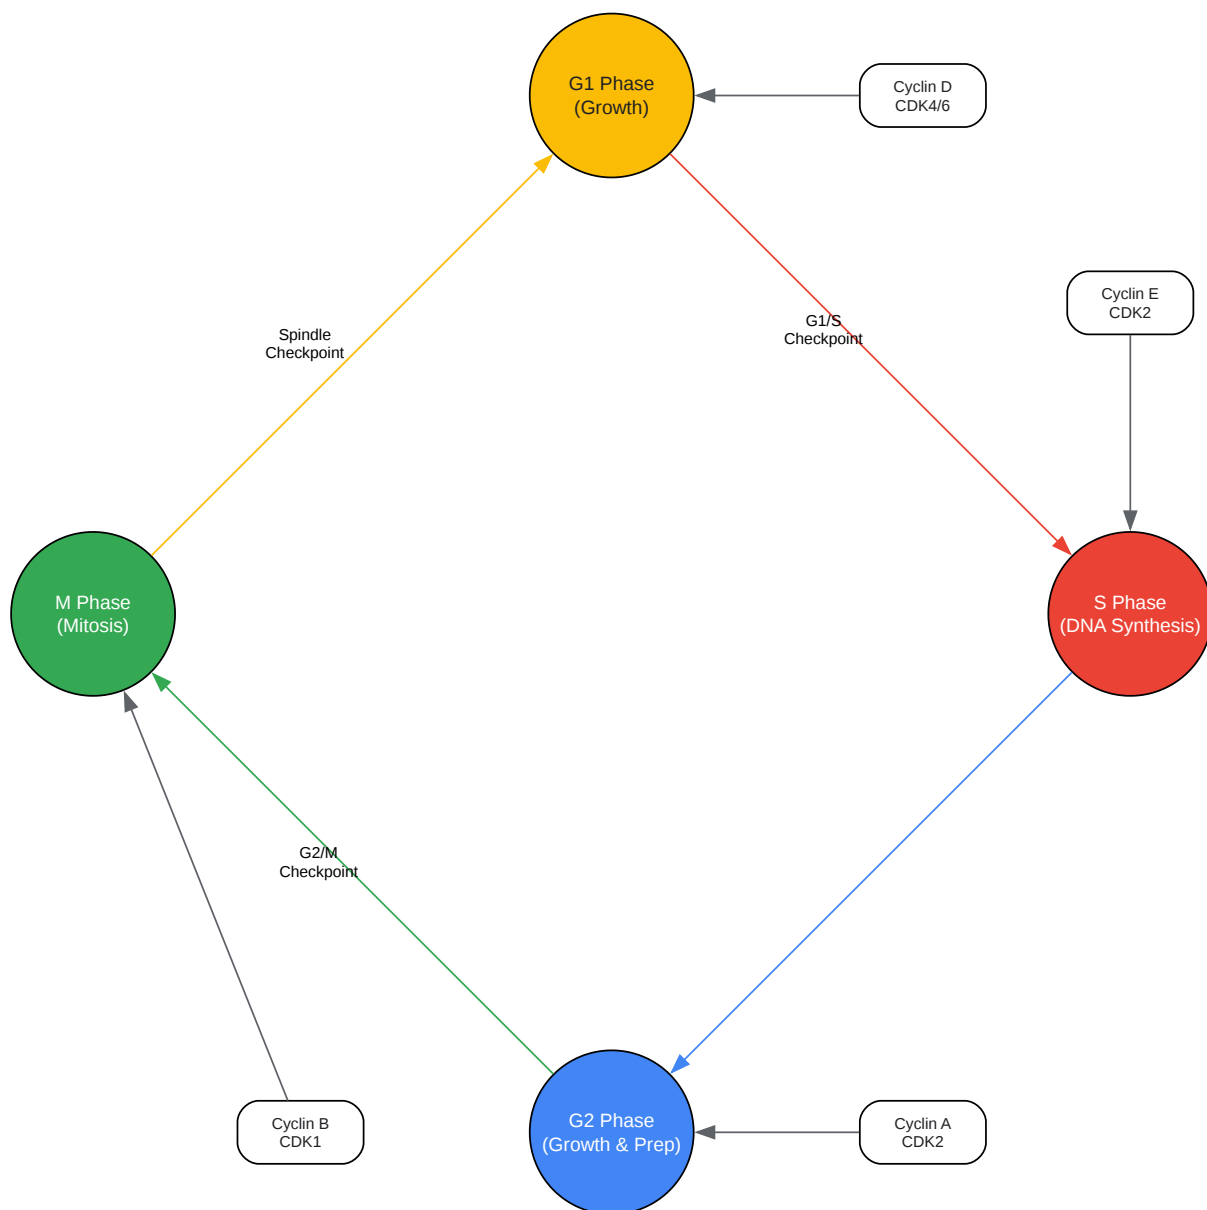 G1 Phase
(Growth)
Cyclin D
CDK4/6
Cyclin E
CDK2
G1/S
Checkpoint
Spindle
Checkpoint
M Phase
(Mitosis)
S Phase
(DNA Synthesis)
G2/M
Checkpoint
Cyclin B
CDK1
G2 Phase
(Growth & Prep)
Cyclin A
CDK2